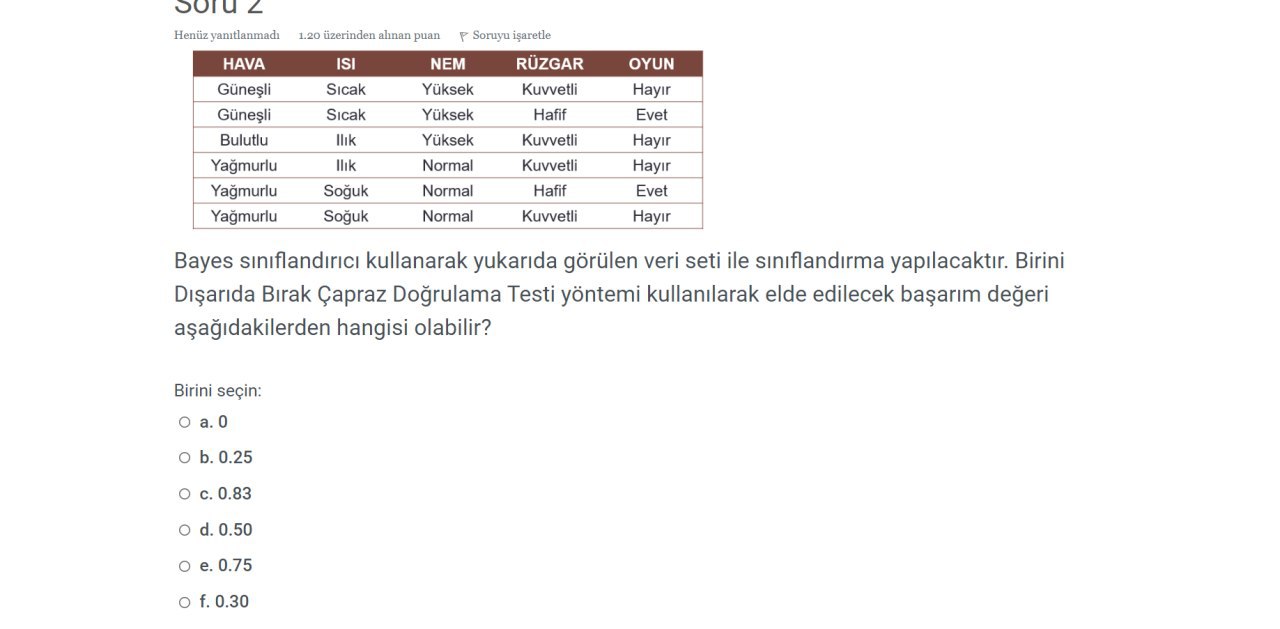 Soru 2
Henüz yanıtlanmadı 1.20 üzerinden alınan puan Soruyu işaretle
HAVA ISI NEM RÜZGAR OYUN
Güneşli Sıcak Yüksek Kuvvetli Hayır
Güneşli Sıcak Yüksek Hafif Evet
Bulutlu Ilık Yüksek Kuvvetli Hayır
Yağmurlu Ilık Normal Kuvvetli Hayır
Yağmurlu Soğuk Normal Hafif Evet
Yağmurlu Soğuk Normal Kuvvetli Hayır
Bayes sınıflandırıcı kullanarak yukarıda görülen veri seti ile sınıflandırma yapılacaktır. Birini
Dışarıda Bırak Çapraz Doğrulama Testi yöntemi kullanılarak elde edilecek başarım değeri
aşağıdakilerden hangisi olabilir?
Birini seçin:
a. 0
b. 0.25
c. 0.83
d. 0.50
e. 0.75
f. 0.30